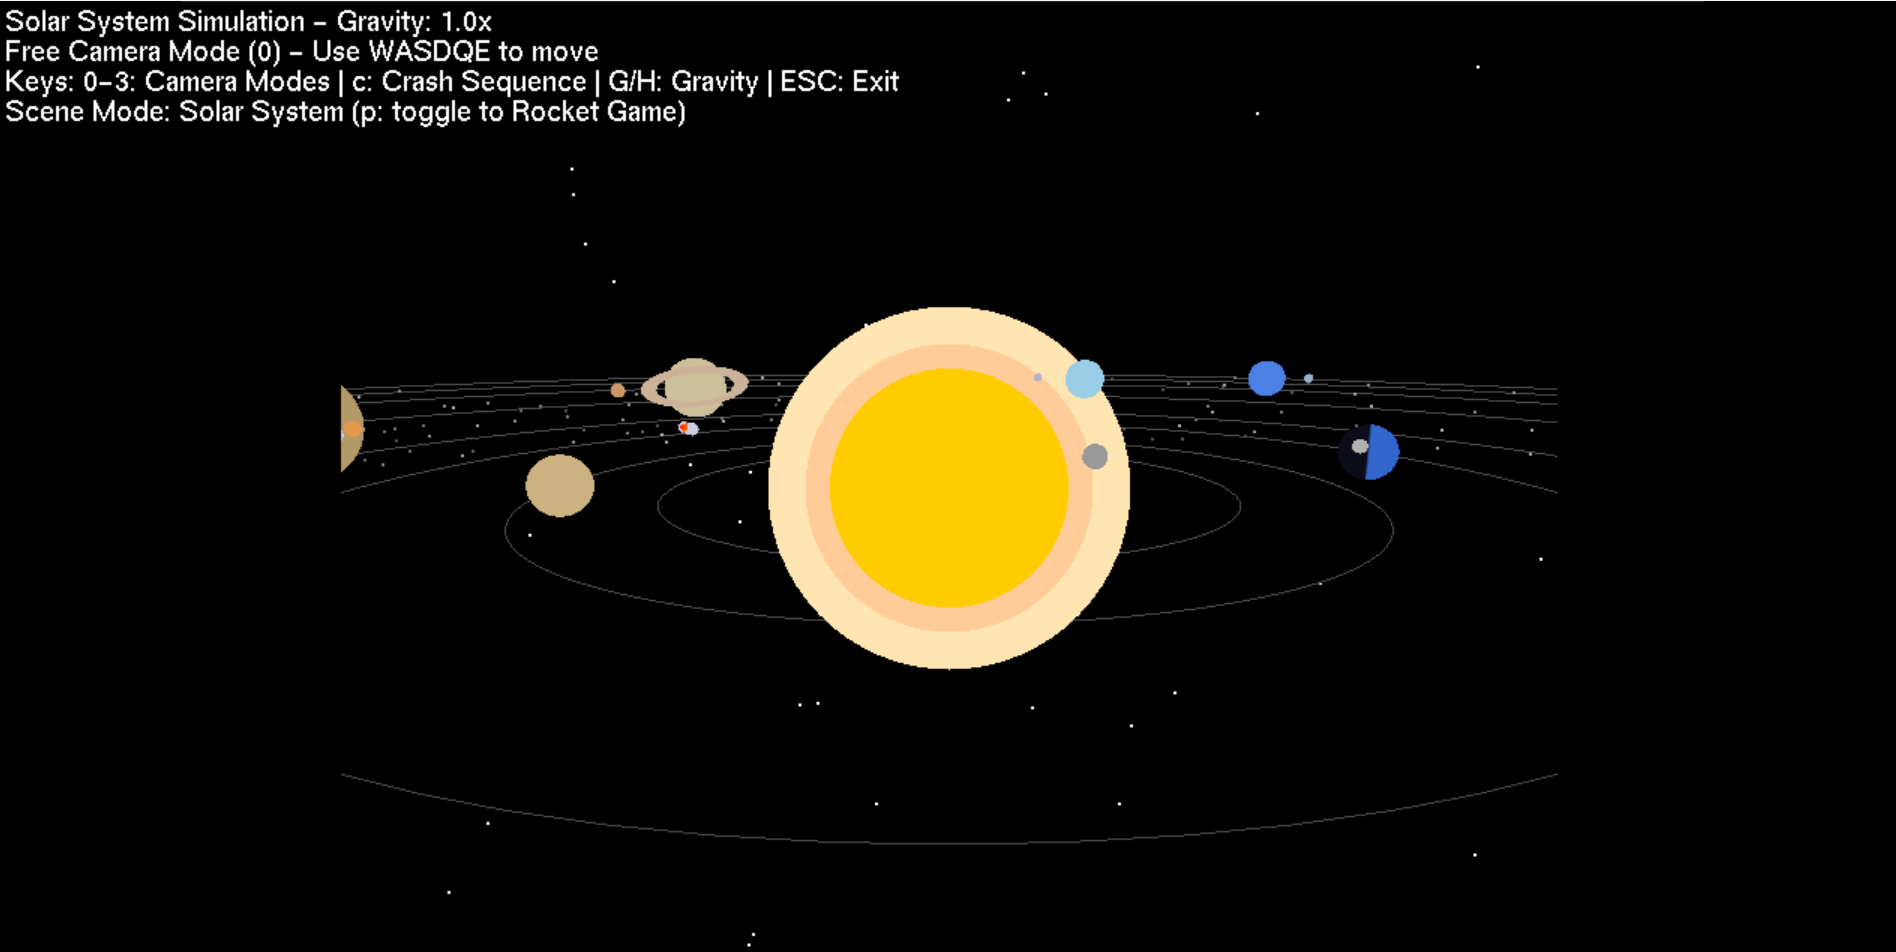 Solar System Simulation - Gravity: 1.0x
Free Camera Mode (0) - Use WASDQE to move
Keys: 0-3: Camera Modes | c: Crash Sequence | G/H: Gravity | ESC: Exit
Scene Mode: Solar System (p: toggle to Rocket Game)